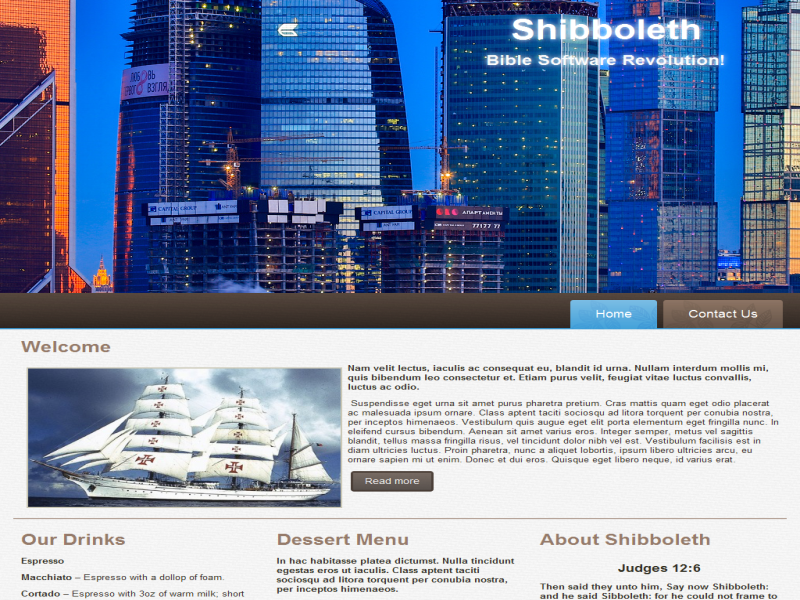 Shibboleth
Bible Software Revolution!
ЛЮБОВЬ
ВЗГЛЯ
CAPITAL GROUP
CAPITAL GROUP
АПАРТАМЕНТЫ
77177 77
Home
Contact Us
Welcome
Nam velit lectus, iaculis ac consequat eu, blandit id urna. Nullam interdum mollis mi,
quis bibendum leo consectetur et. Etiam purus velit, feugiat vitae luctus convallis,
luctus ac odio.
Suspendisse eget urna sit amet purus pharetra pretium. Cras mattis quam eget odio placerat
ac malesuada ipsum ornare. Class aptent taciti sociosqu ad litora torquent per conubia nostra,
per inceptos himenaeos. Vestibulum quis augue eget elit porta elementum eget fringilla nunc. In
eleifend cursus bibendum. Aenean sit amet varius eros. Integer semper, metus vel sagittis
blandit, tellus massa fringilla risus, vel tincidunt dolor nibh vel est. Vestibulum facilisis est in
diam ultricies luctus. Proin pharetra, nunc a aliquet lobortis, ipsum libero ultricies arcu, eu
ornare sapien mi ut enim. Donec et dui eros. Quisque eget libero neque, id varius erat.
Read more
Our Drinks
Espresso
Macchiato – Espresso with a dollop of foam.
Cortado – Espresso with 3oz of warm milk; short
Dessert Menu
In hac habitasse platea dictumst. Nulla tincidunt
egestas eros ut iaculis. Class aptent taciti
sociosqu ad litora torquent per conubia nostra,
per inceptos himenaeos.
About Shibboleth
Judges 12:6
Then said they unto him, Say now Shibboleth:
and he said Sibboleth: for he could not frame to